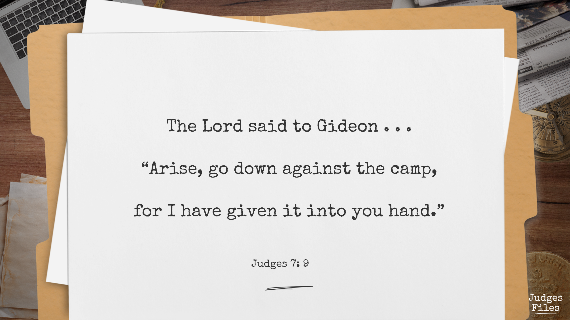 The Lord said to Gideon . . .
“Arise, go down against the camp,
for I have given it into you hand.”
Judges 7: 9
Judges
Files